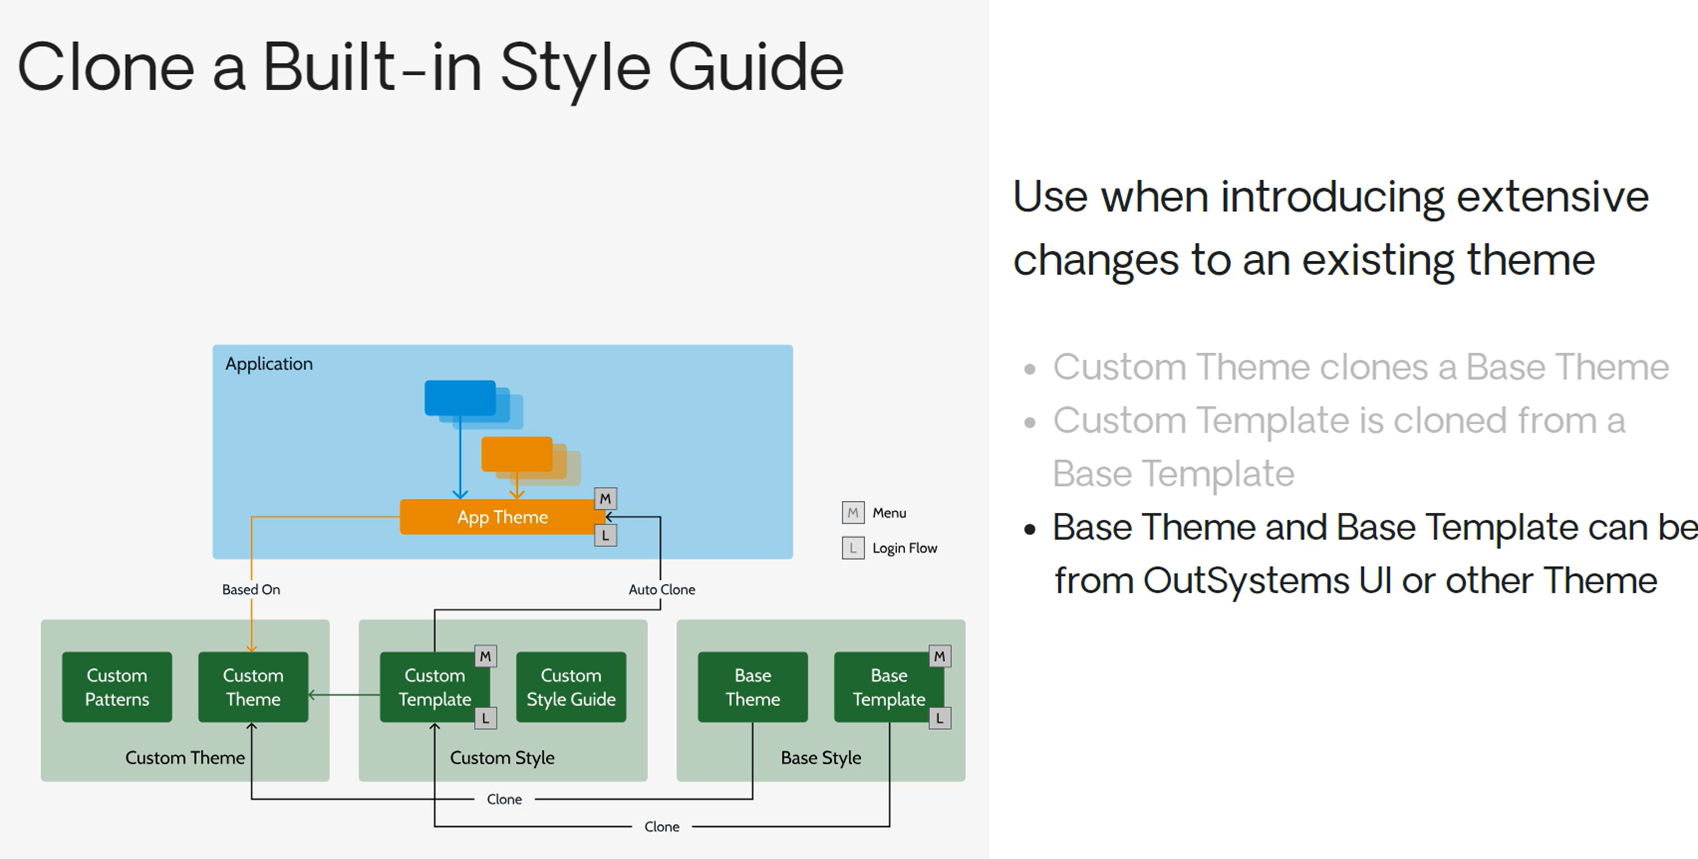 Clone a Built-in Style Guide
Use when introducing extensive
changes to an existing theme
• Custom Theme clones a Base Theme
• Custom Template is cloned from a
Base Template
• Base Theme and Base Template can be
from OutSystems UI or other Theme
Application
App Theme
M
L
M Menu
L Login Flow
Based On
Auto Clone
Custom
Patterns
Custom
Theme
Custom Theme
Custom
Template
M
L
Custom
Style Guide
Custom Style
Base
Theme
Base
Template
M
L
Base Style
Clone
Clone